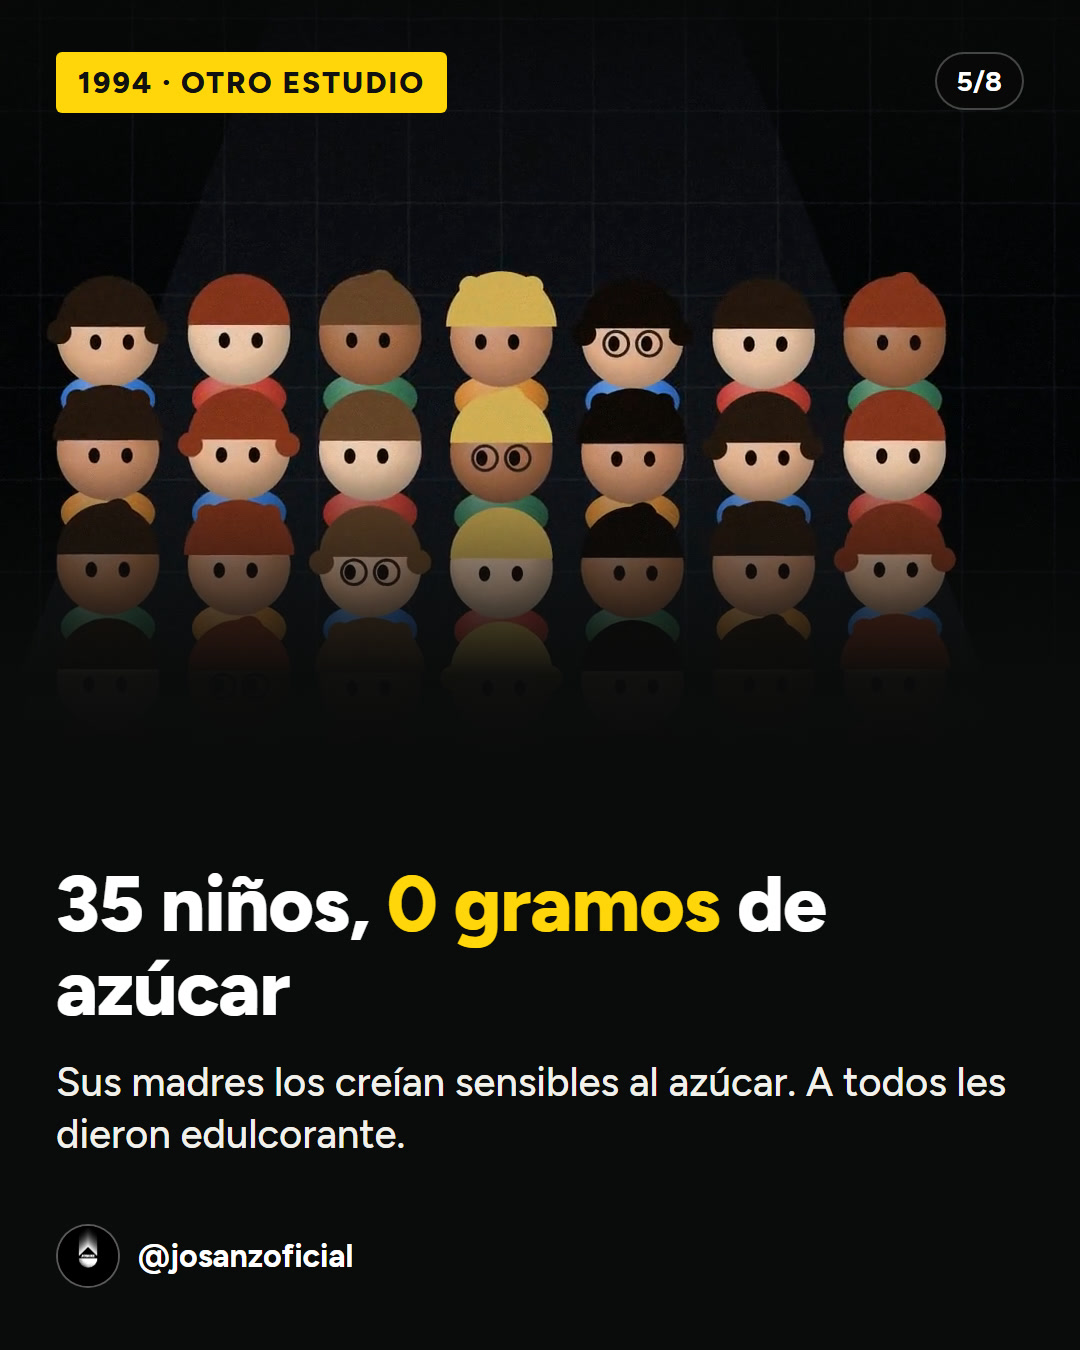 1994 · OTRO ESTUDIO
5/8
35 niños, 0 gramos de
azúcar
Sus madres los creían sensibles al azúcar. A todos les
dieron edulcorante.
@josanzoficial